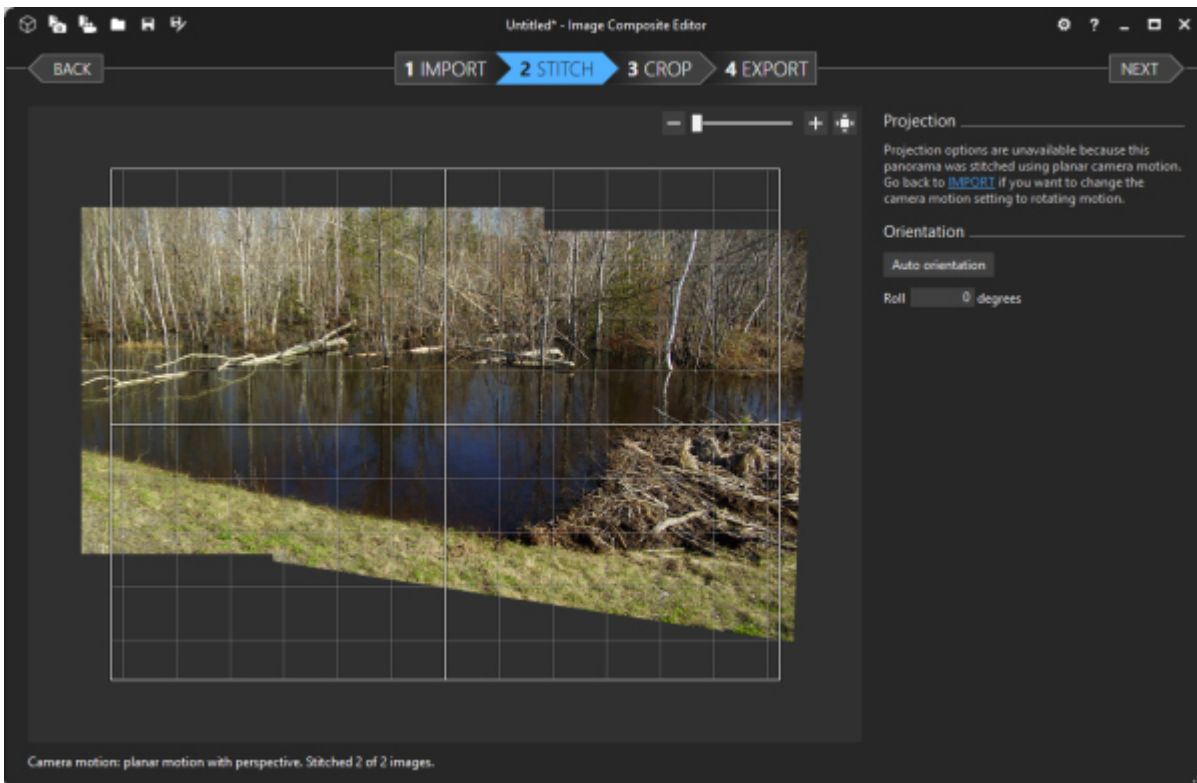 Untitled* - Image Composite Editor
?
BACK
1 IMPORT
2 STITCH
3 CROP
4 EXPORT
NEXT
Projection
Projection options are unavailable because this
panorama was stitched using planar camera motion.
Go back to IMPORT if you want to change the
camera motion setting to rotating motion.
Orientation
Auto orientation
Roll 0 degrees
Camera motion: planar motion with perspective. Stitched 2 of 2 images.